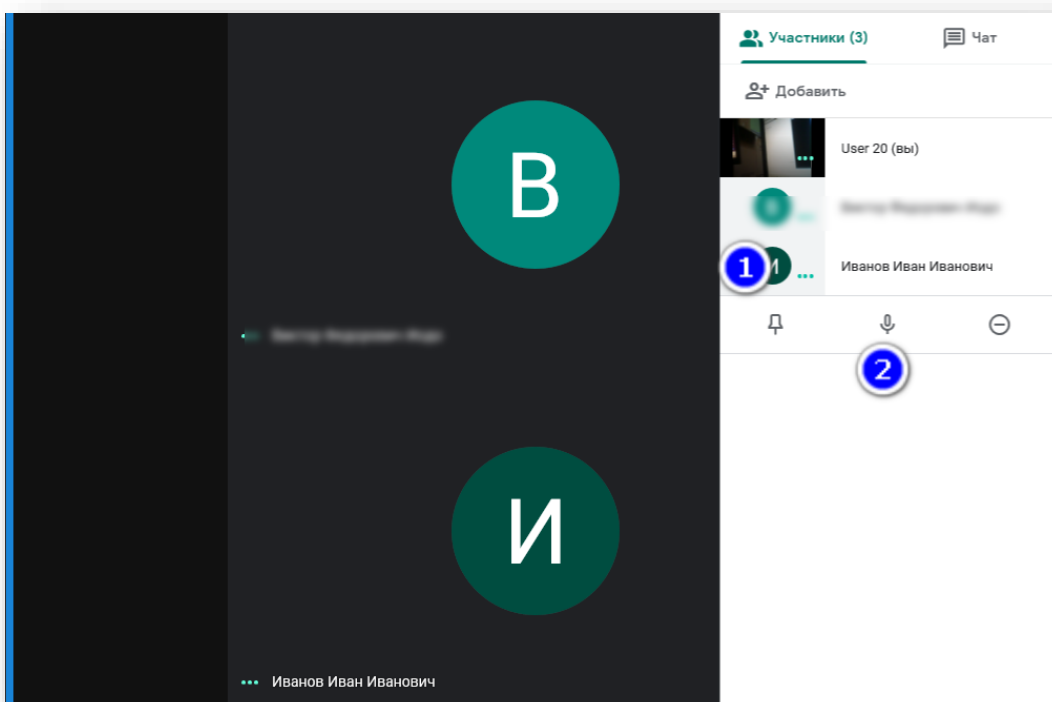 Участники (3)
Чат
Добавить
User 20 (вы)
И
Иванов Иван Иванович
1
2
В
И
Иванов Иван Иванович